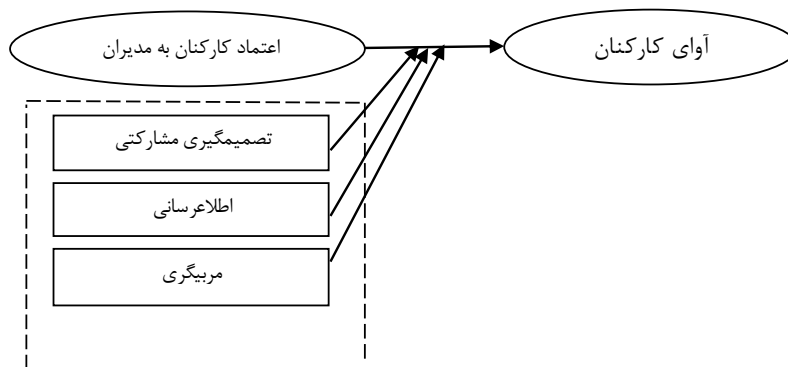 اعتماد کارکنان به مدیران
آوای کارکنان
تصمیمگیری مشارکتی
اطلاعرسانی
مربیگری